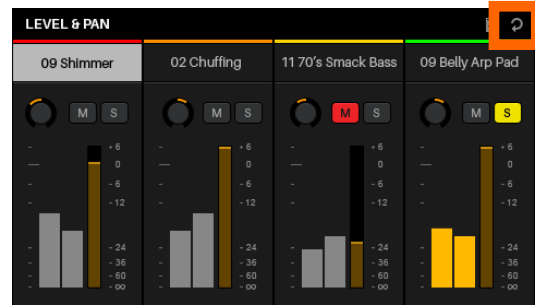 LEVEL & PAN
09 Shimmer 02 Chuffing 11 70's Smack Bass 09 Belly Arp Pad
M S M S M S M S
- + 6 - + 6 - + 6 - + 6
— 0 — 0 — 0 — 0
- - 6 - - 6 - - 6 - - 6
- - 12 - - 12 - - 12 - - 12
- - 24 - - 24 - - 24 - - 24
- - 36 - - 36 - - 36 - - 36
- - 60 - - 60 - - 60 - - 60
- - ∞ - - ∞ - - ∞ - - ∞